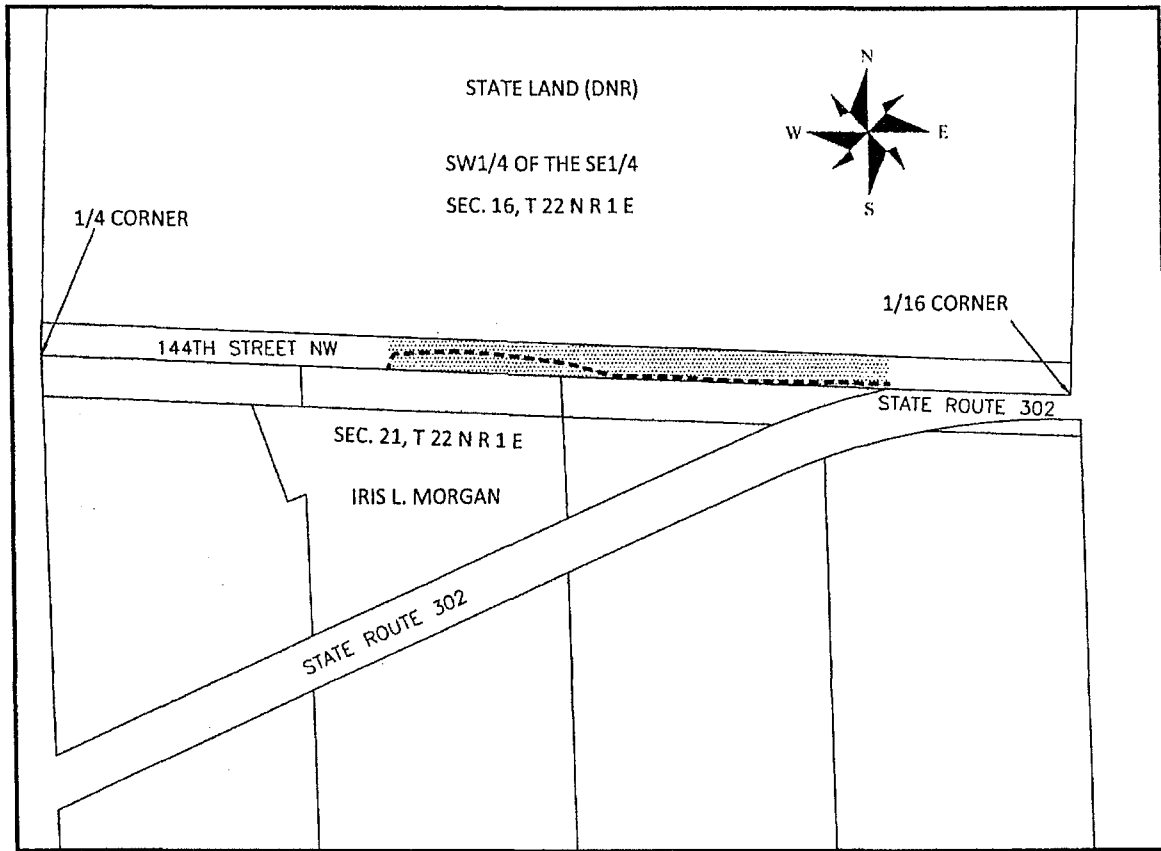 STATE LAND (DNR)
N
W
E
S
SW1/4 OF THE SE1/4
SEC. 16, T 22 N R 1 E
1/4 CORNER
1/16 CORNER
144TH STREET NW
STATE ROUTE 302
SEC. 21, T 22 N R 1 E
IRIS L. MORGAN
STATE ROUTE 302